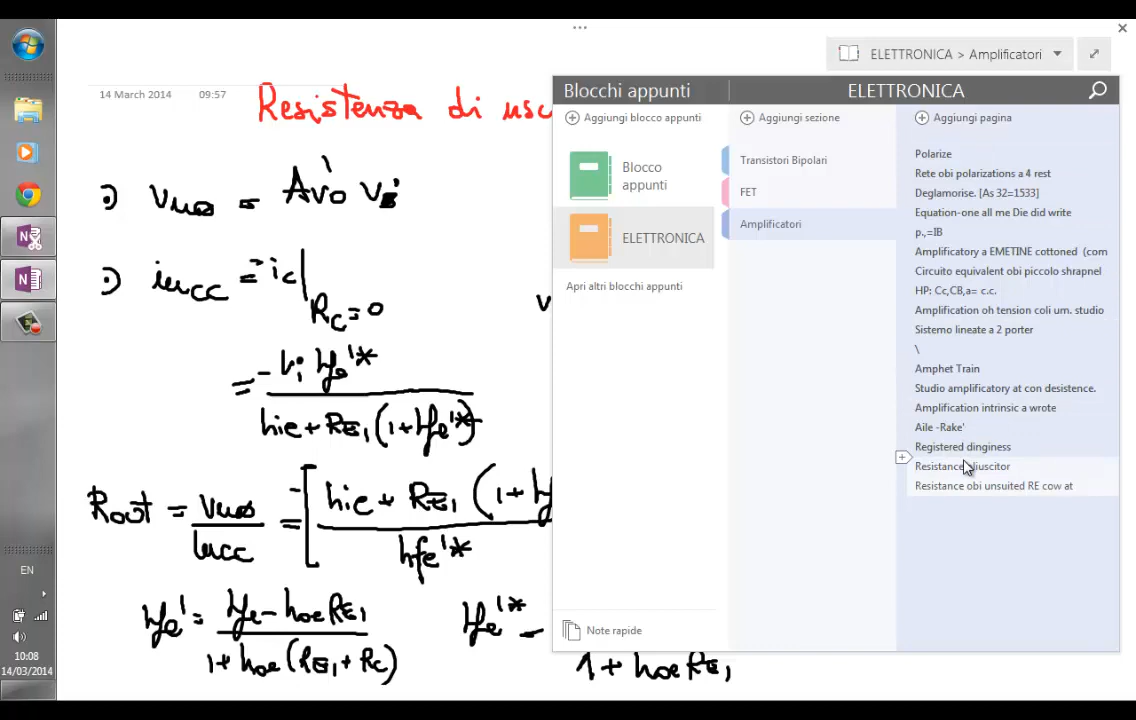 ELETTRONICA > Amplificatori
14 March 2014 09:57
Resistenza di usc
Blocchi appunti
ELETTRONICA
Aggiungi blocco appunti
Aggiungi sezione
Aggiungi pagina
Blocco
appunti
ELETTRONICA
Apri altri blocchi appunti
Note rapide
Transistori Bipolari
FET
Amplificatori
Polarize
Rete obi polarizations a 4 rest
Deglamorise. [As 32=1533]
Equation-one all me Die did write
p.,=IB
Amplificatory a EMETINE cottoned (com
Circuito equivalent obi piccolo shrapnel
HP: Cc,CB,a= c.c.
Amplification oh tension coli um. studio
Sistemo lineate a 2 porter
\
Amphet Train
Studio amplificatory at con desistence.
Amplification intrinsic a wrote
Aile -Rake'
Registered dinginess
Resistance liuscitor
Resistance obi unsuited RE cow at
= Av'o
iucc = -ic|
Rc=0
hie + RE1 (1+hfe'*)
Rout = = [ hie + RE1 (1+
iucc
hfe'*
hfe' = hfe - hoe RE1
1+ hoe (RE1 + Rc)
hfe'* =
1 + hoe RE1
EN
10:08
14/03/2014